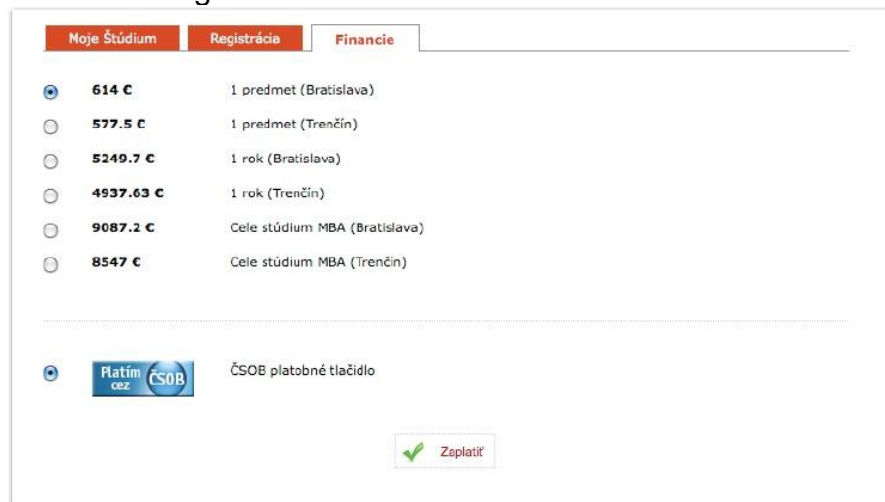 Moje Štúdium Registrácia Financie
614 € 1 predmet (Bratislava)
577.5 € 1 predmet (Trenčín)
5249.7 € 1 rok (Bratislava)
4937.63 € 1 rok (Trenčín)
9087.2 € Cele stúdium MBA (Bratislava)
8547 € Cele stúdium MBA (Trenčin)
Platím cez ČSOB ČSOB platobné tlačidlo
Zaplatiť